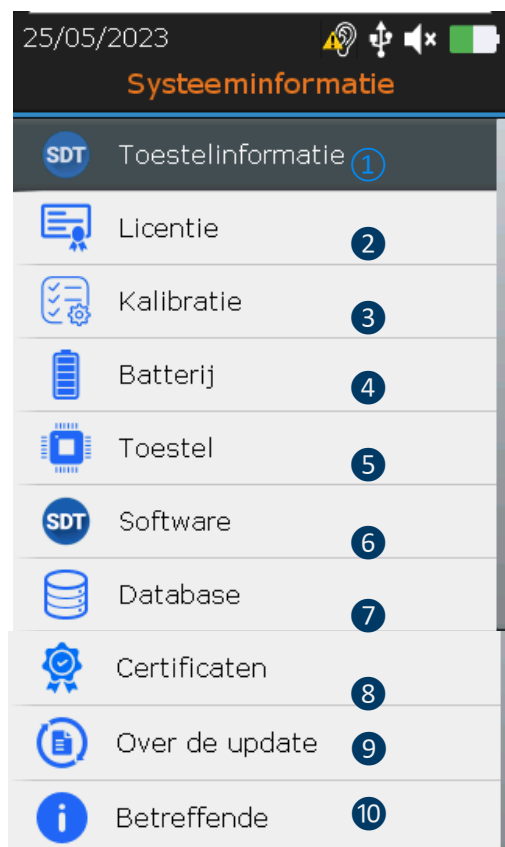 25/05/2023
Systeeminformatie
SDT Toestelinformatie 1
Licentie 2
Kalibratie 3
Batterij 4
Toestel 5
SDT Software 6
Database 7
Certificaten 8
Over de update 9
i Betreffende 10